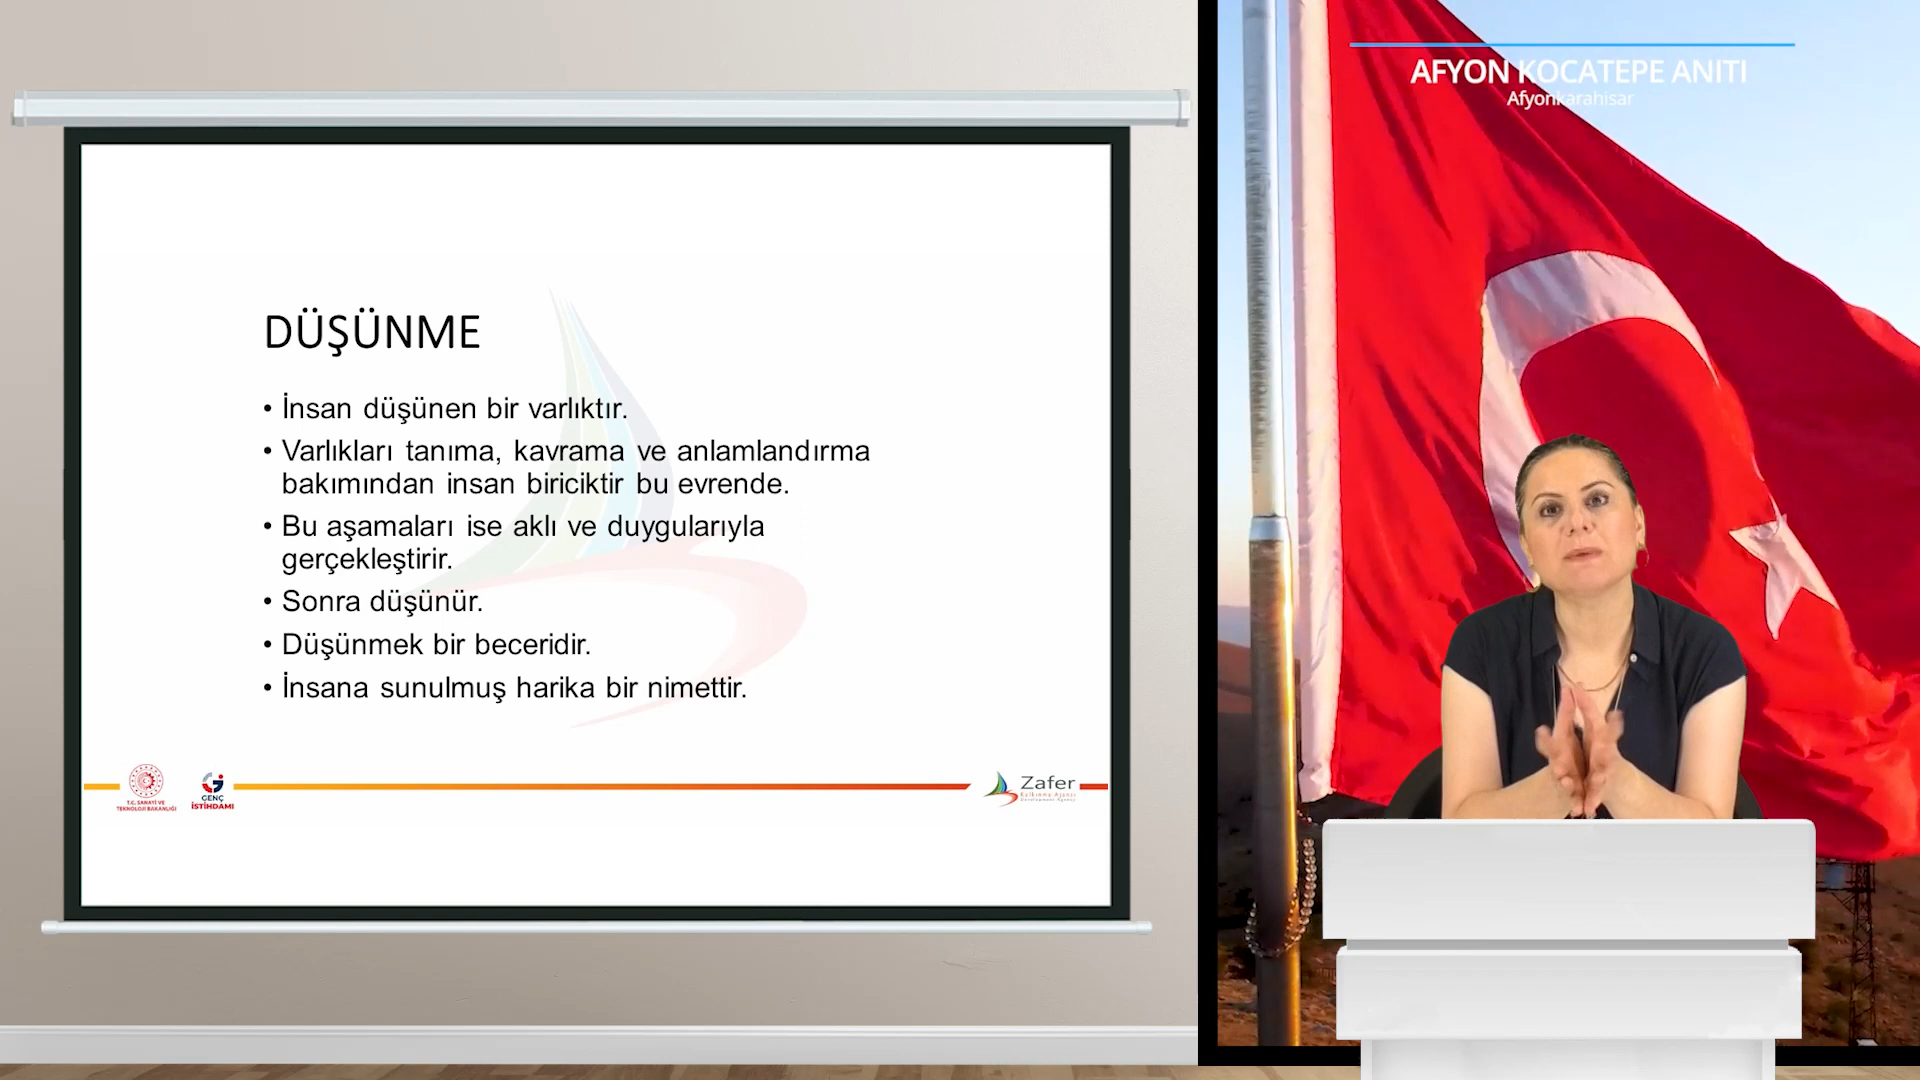 AFYON KOCATEPE ANITI
Afyonkarahisar
DÜŞÜNME
• İnsan düşünen bir varlıktır.
• Varlıkları tanıma, kavrama ve anlamlandırma
bakımından insan biriciktir bu evrende.
• Bu aşamaları ise aklı ve duygularıyla
gerçekleştirir.
• Sonra düşünür.
• Düşünmek bir beceridir.
• İnsana sunulmuş harika bir nimettir.
T.C. SANAYİ VE
TEKNOLOJİ BAKANLIĞI
GENÇ
İSTİHDAMI
Zafer
Kalkınma Ajansı
Development Agency